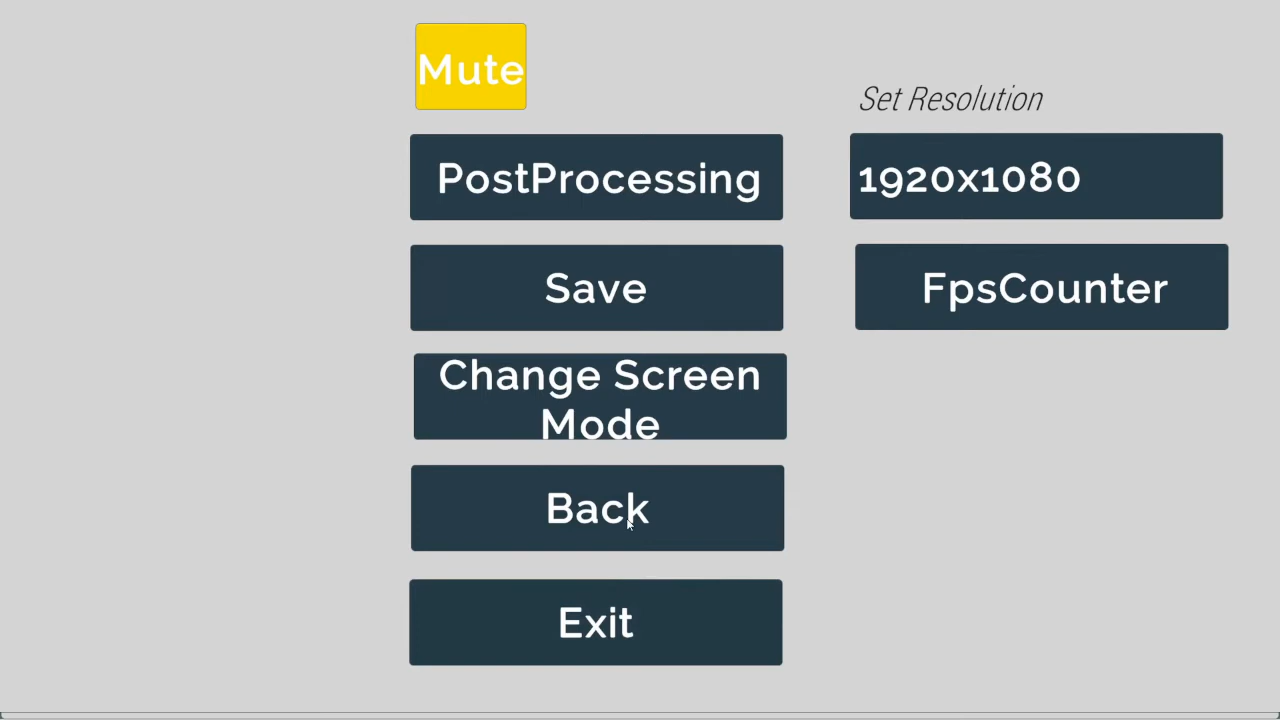 Mute
Set Resolution
PostProcessing
1920x1080
Save
FpsCounter
Change Screen
Mode
Back
Exit